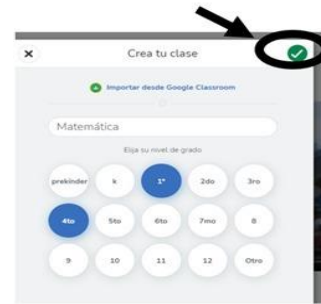 Crea tu clase
Importar desde Google Classroom
Matemática
Elija su nivel de grado
prekinder k 1º 2do 3ro
4to 5to 6to 7mo 8
9 10 11 12 Otro